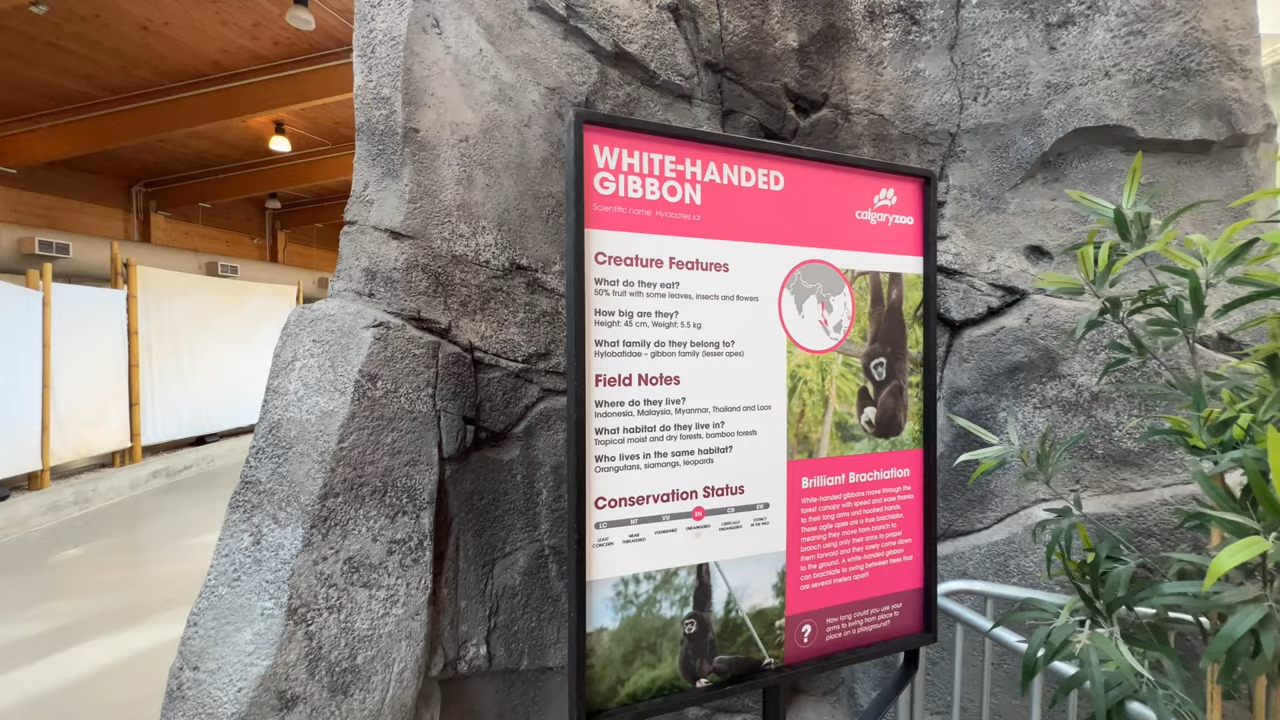 WHITE-HANDED
GIBBON
Scientific name: Hylobates lar
calgaryzoo
Creature Features
What do they eat?
50% fruit with some leaves, insects and flowers
How big are they?
Height: 45 cm, Weight: 5.5 kg
What family do they belong to?
Hylobatidae – gibbon family (lesser apes)
Field Notes
Where do they live?
Indonesia, Malaysia, Myanmar, Thailand and Laos
What habitat do they live in?
Tropical moist and dry forests, bamboo forests
Who lives in the same habitat?
Orangutans, siamangs, leopards
Conservation Status
LC NT VU EN CR EW
LEAST CONCERN
NEAR THREATENED
VULNERABLE
ENDANGERED
CRITICALLY ENDANGERED
EXTINCT IN THE WILD
Brilliant Brachiation
White-handed gibbons move through the
forest canopy with speed and ease thanks
to their long arms and hooked hands.
These agile apes are a true brachiator,
meaning they move from branch to
branch using only their arms to propel
them forward and they rarely come down
to the ground. A white-handed gibbon
can brachiate to swing between trees that
are several meters apart!
?
How long could you use your
arms to swing from place to
place on a playground?